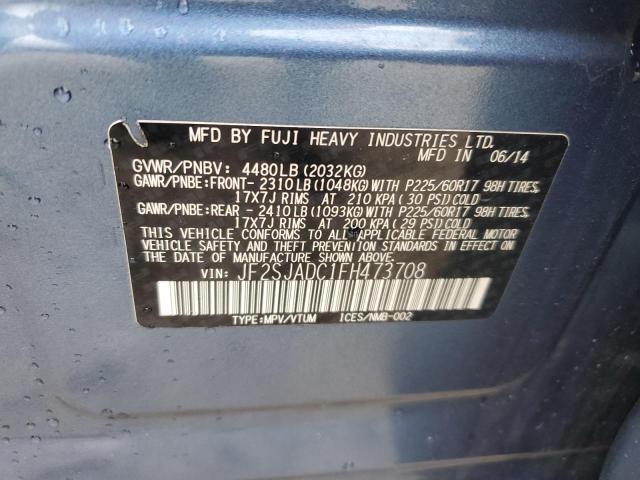 MFD BY FUJI HEAVY INDUSTRIES LTD.
MFD IN 06/14
GVWR/PNBV: 4480LB (2032KG)
GAWR/PNBE: FRONT- 2310LB (1048KG) WITH P225/60R17 98H TIRES,
17X7J RIMS AT 210 KPA (30 PSI) COLD
GAWR/PNBE: REAR - 2410LB (1093KG) WITH P225/60R17 98H TIRES,
17X7J RIMS AT 200 KPA (29 PSI) COLD
THIS VEHICLE CONFORMS TO ALL APPLICABLE FEDERAL MOTOR
VEHICLE SAFETY AND THEFT PREVENTION STANDARDS IN EFFECT ON
THE DATE OF MANUFACTURE SHOWN ABOVE.
VIN: JF2SJADC1FH473708
TYPE: MPV/VTUM ICES/NMB-002